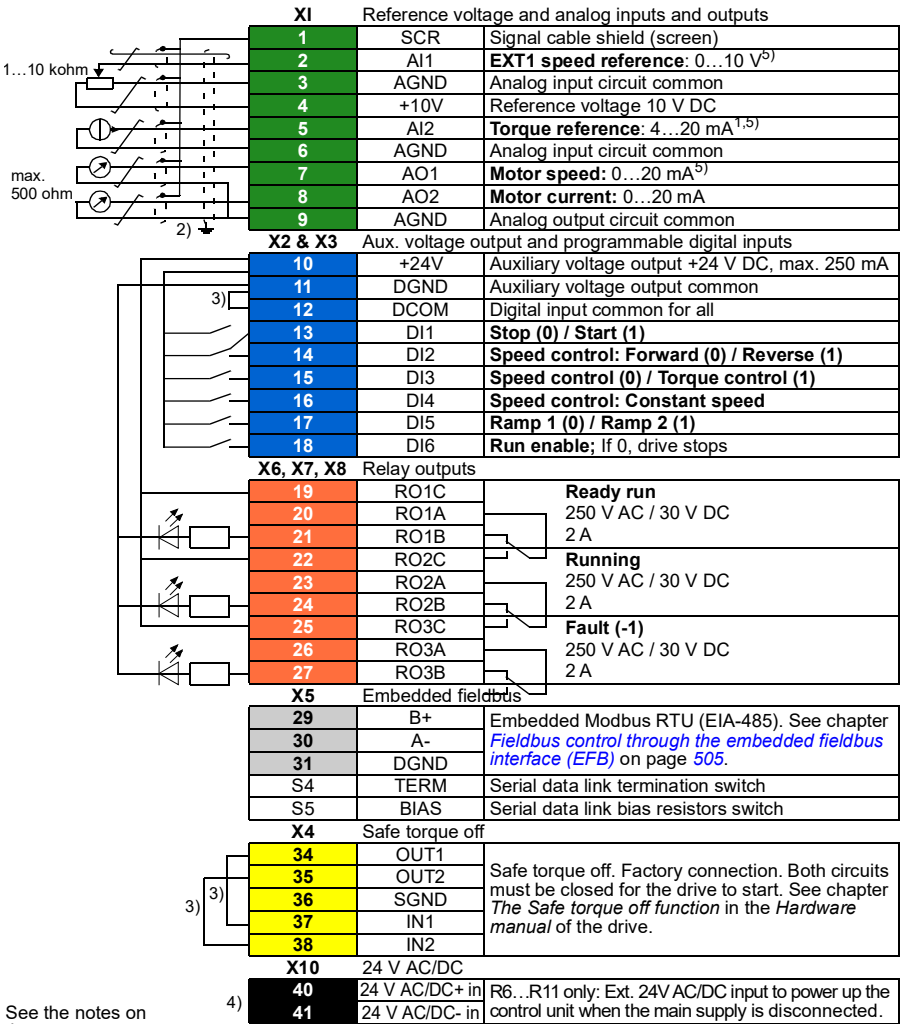 XI Reference voltage and analog inputs and outputs
1 SCR Signal cable shield (screen)
2 AI1 EXT1 speed reference: 0…10 V5)
1…10 kohm
3 AGND Analog input circuit common
4 +10V Reference voltage 10 V DC
5 AI2 Torque reference: 4…20 mA1,5)
6 AGND Analog input circuit common
7 AO1 Motor speed: 0…20 mA5)
max.
500 ohm
8 AO2 Motor current: 0…20 mA
9 AGND Analog output circuit common
2)
X2 & X3 Aux. voltage output and programmable digital inputs
10 +24V Auxiliary voltage output +24 V DC, max. 250 mA
11 DGND Auxiliary voltage output common
3)
12 DCOM Digital input common for all
13 DI1 Stop (0) / Start (1)
14 DI2 Speed control: Forward (0) / Reverse (1)
15 DI3 Speed control (0) / Torque control (1)
16 DI4 Speed control: Constant speed
17 DI5 Ramp 1 (0) / Ramp 2 (1)
18 DI6 Run enable; If 0, drive stops
X6, X7, X8 Relay outputs
19 RO1C Ready run
20 RO1A 250 V AC / 30 V DC
21 RO1B 2 A
22 RO2C Running
23 RO2A 250 V AC / 30 V DC
24 RO2B 2 A
25 RO3C Fault (-1)
26 RO3A 250 V AC / 30 V DC
27 RO3B 2 A
X5 Embedded fieldbus
29 B+ Embedded Modbus RTU (EIA-485). See chapter
30 A- Fieldbus control through the embedded fieldbus
31 DGND interface (EFB) on page 505.
S4 TERM Serial data link termination switch
S5 BIAS Serial data link bias resistors switch
X4 Safe torque off
34 OUT1
35 OUT2
36 SGND
37 IN1
38 IN2
Safe torque off. Factory connection. Both circuits
must be closed for the drive to start. See chapter
The Safe torque off function in the Hardware
manual of the drive.
3) 3)
X10 24 V AC/DC
4)
40 24 V AC/DC+ in R6…R11 only: Ext. 24V AC/DC input to power up the
41 24 V AC/DC- in control unit when the main supply is disconnected.
See the notes on